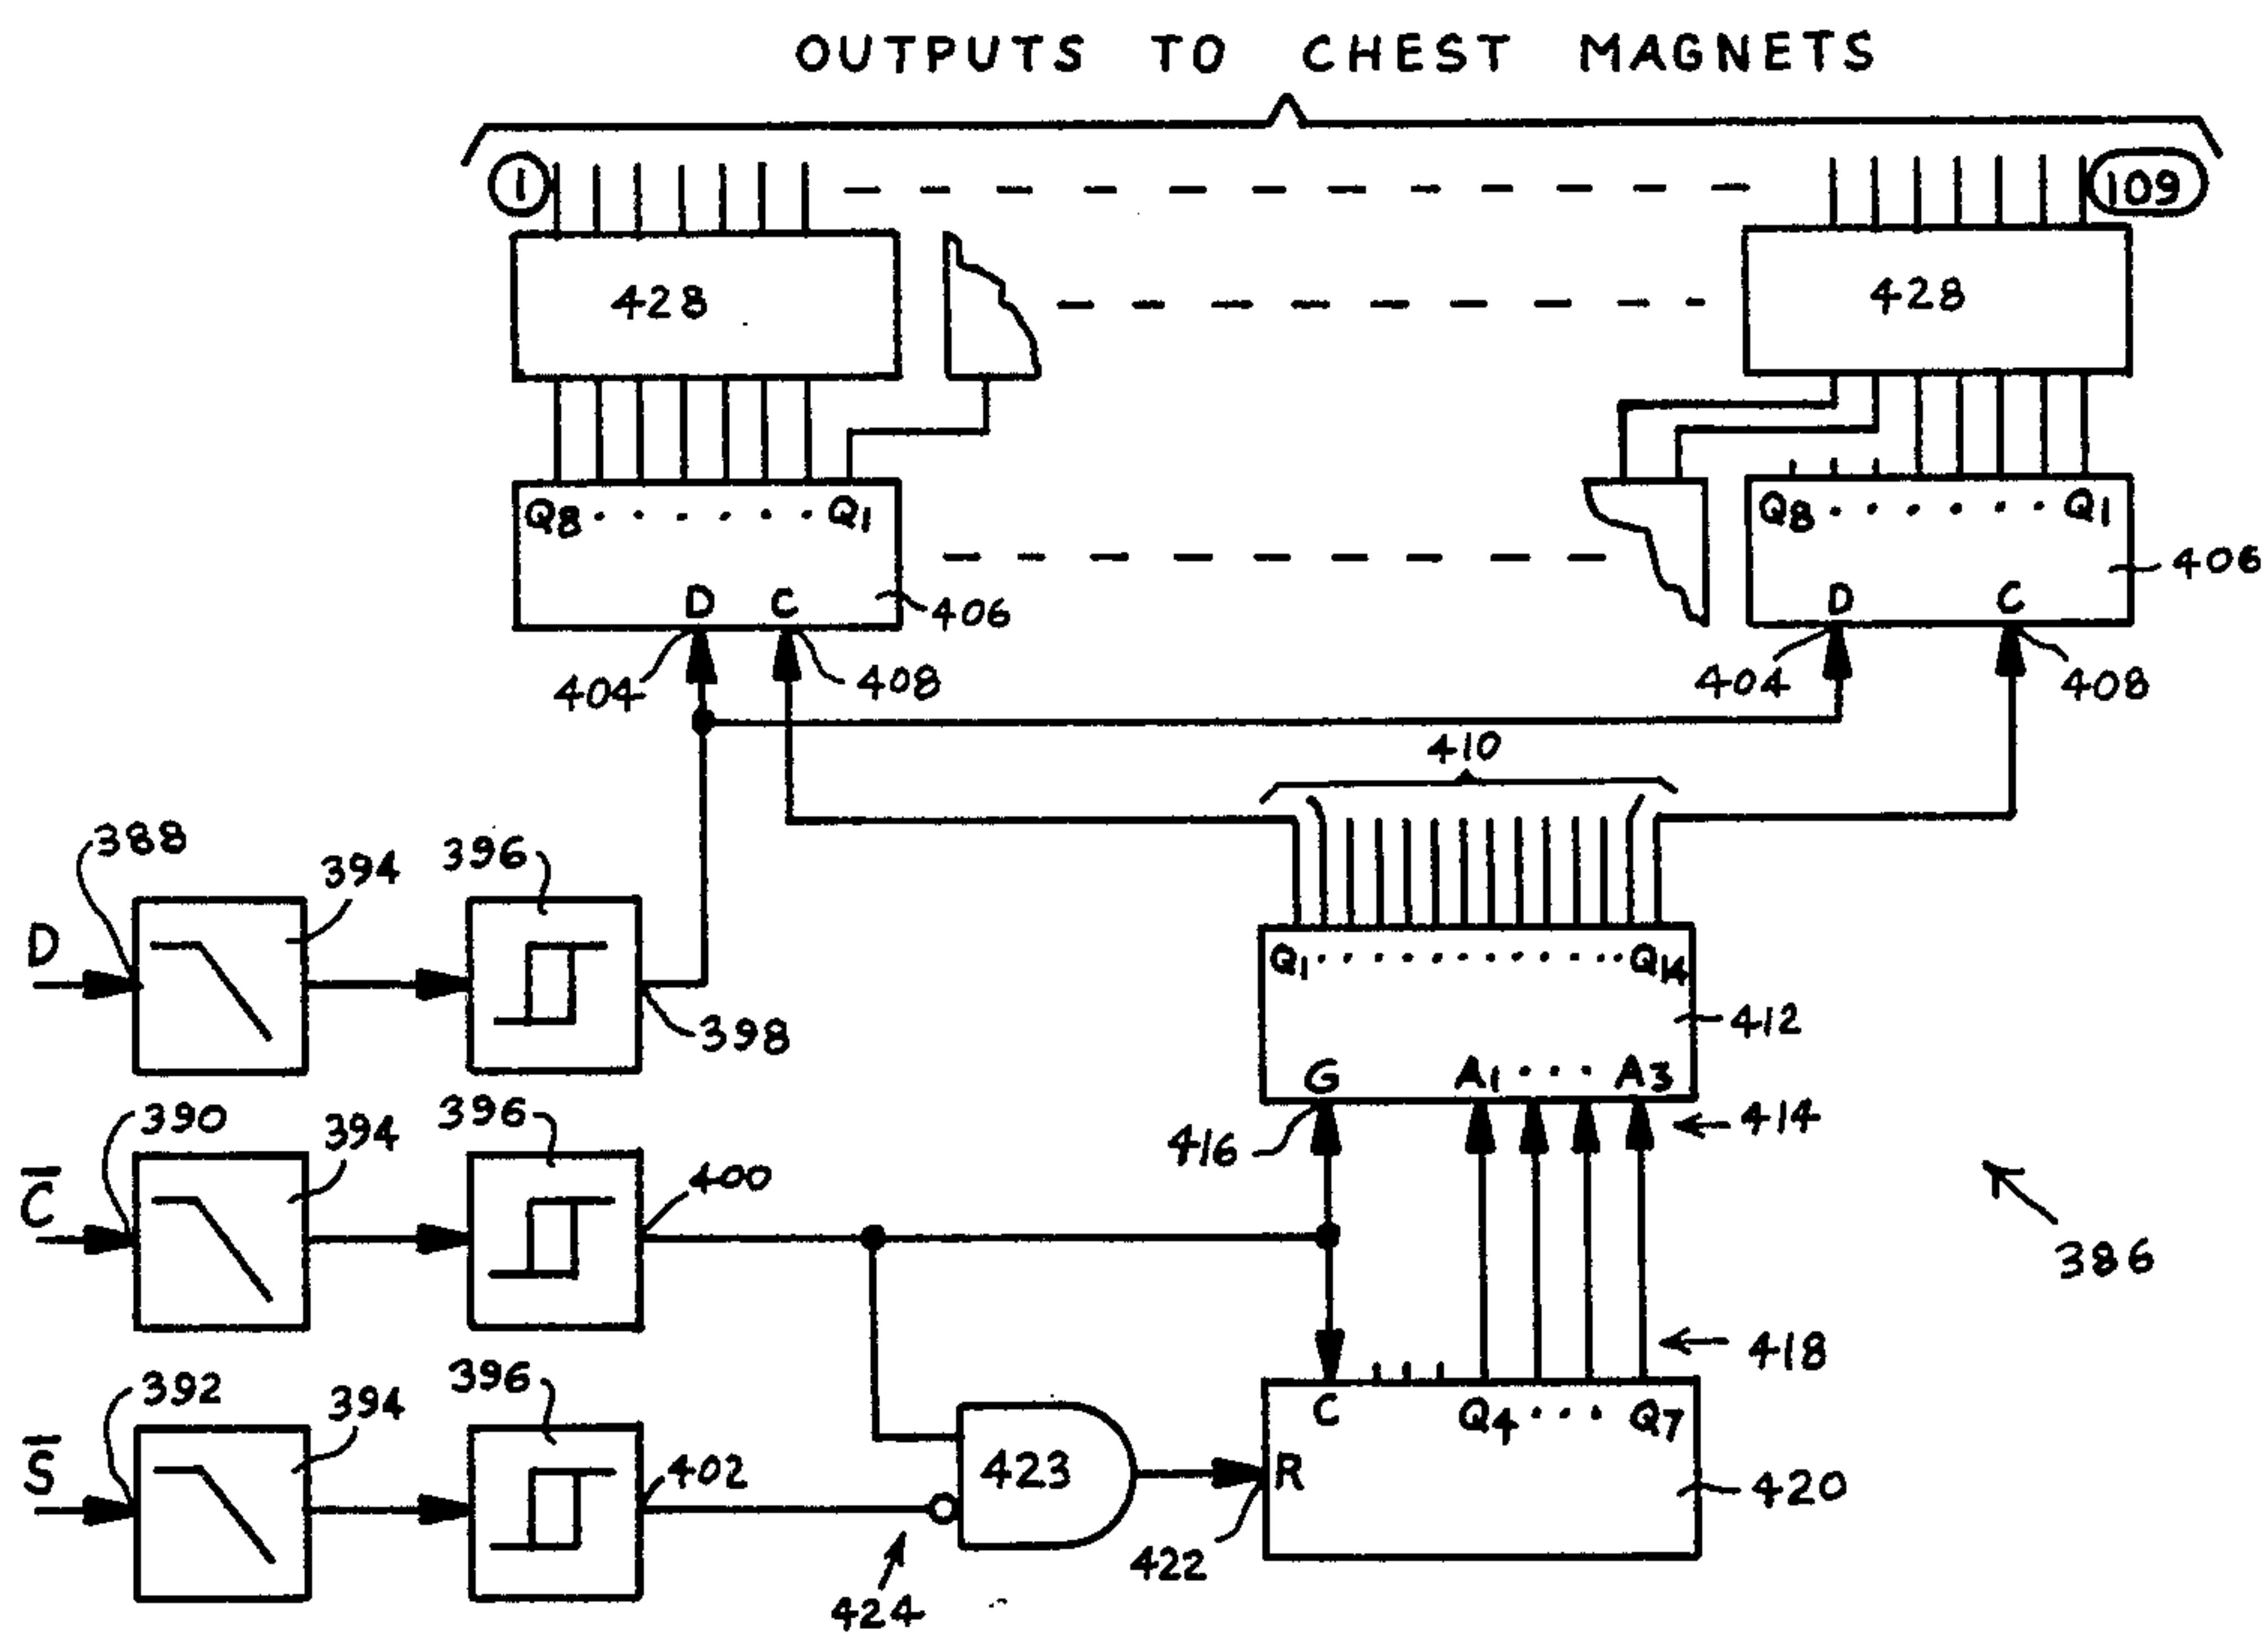 OUTPUTS TO CHEST MAGNETS
1 109
428 428
Q8 Q1 Q8 Q1
D C 406 D C 406
404 408 404 408
410
388 394 396
D
398
Q1 Q14
412
G A1 A3
390 394 396
416 414
C̅
400
386
418
392 394 396
C Q4 Q7
S̅
402 423 R
420
422
424